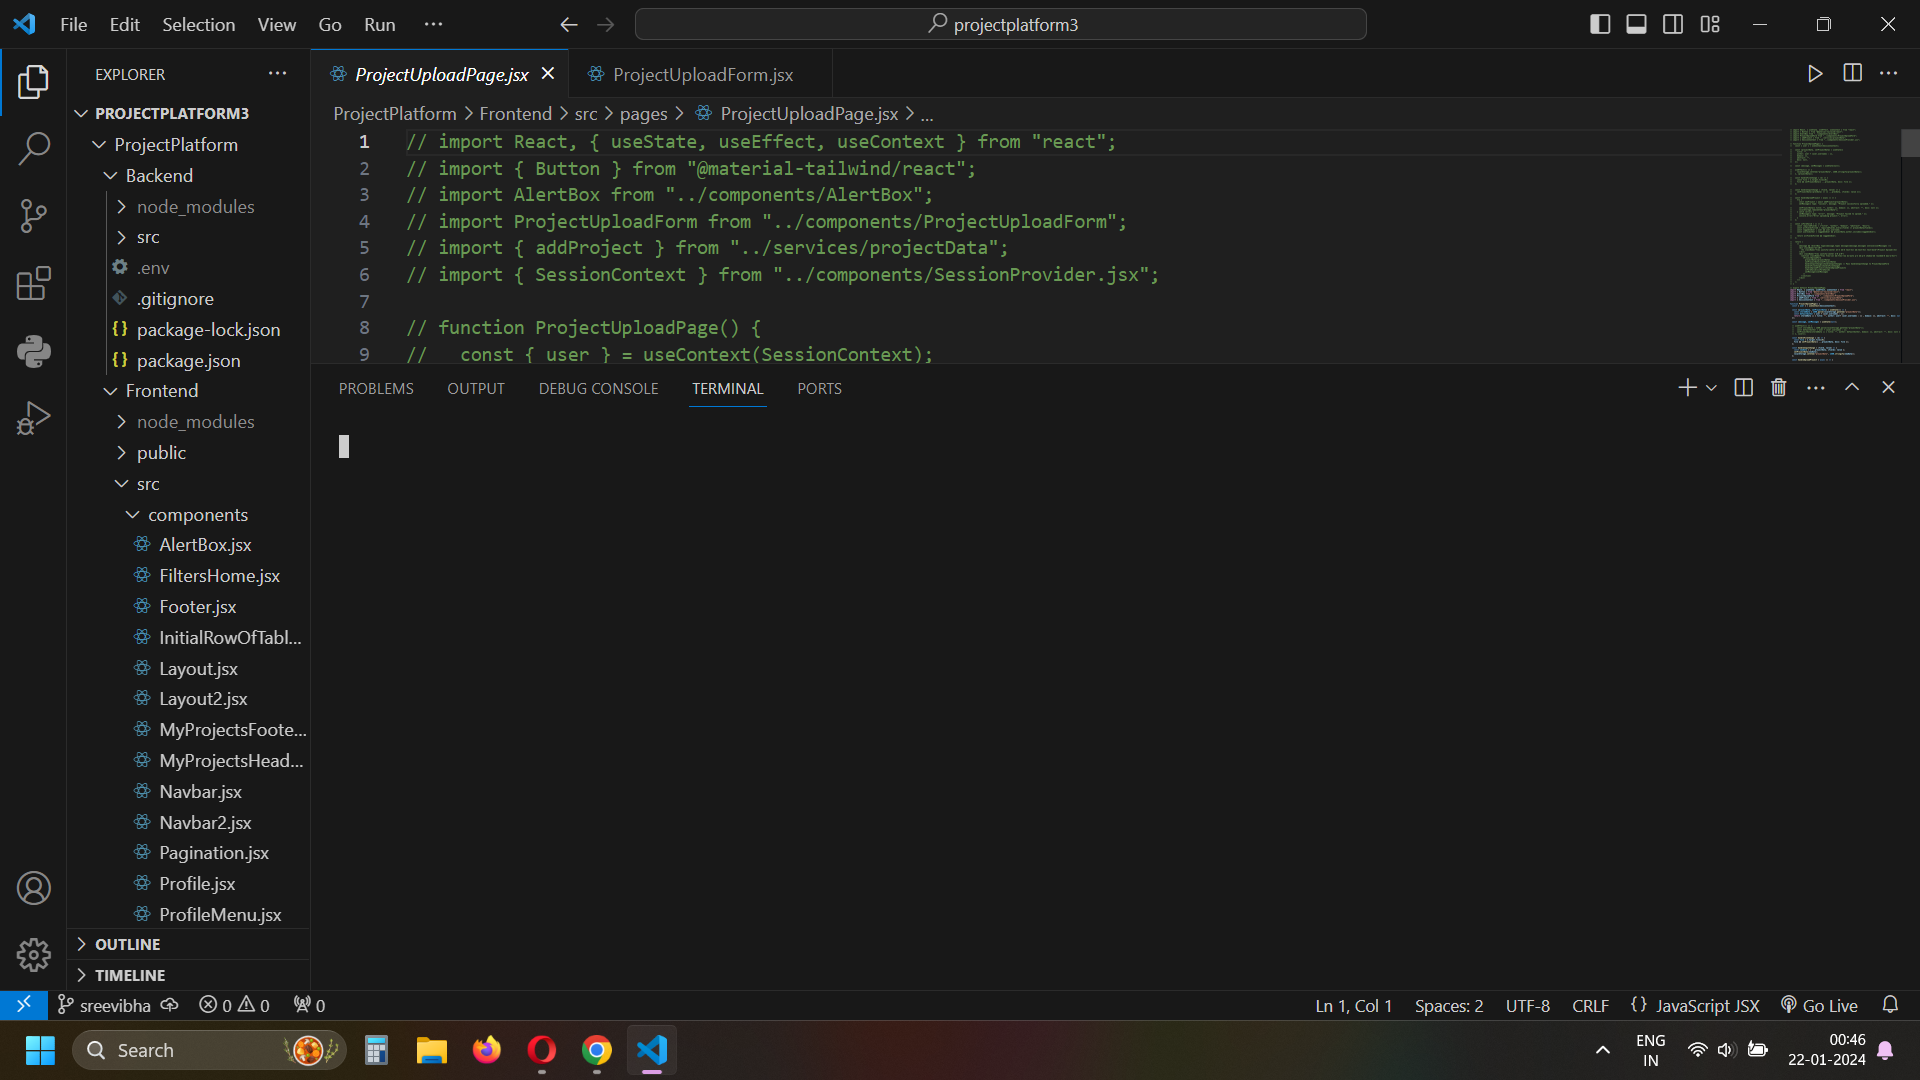 File Edit Selection View Go Run ···
projectplatform3
EXPLORER
PROJECTPLATFORM3
ProjectPlatform
Backend
node_modules
src
.env
.gitignore
package-lock.json
package.json
Frontend
node_modules
public
src
components
AlertBox.jsx
FiltersHome.jsx
Footer.jsx
InitialRowOfTabl...
Layout.jsx
Layout2.jsx
MyProjectsFoote...
MyProjectsHead...
Navbar.jsx
Navbar2.jsx
Pagination.jsx
Profile.jsx
ProfileMenu.jsx
OUTLINE
TIMELINE
ProjectUploadPage.jsx ProjectUploadForm.jsx
ProjectPlatform > Frontend > src > pages > ProjectUploadPage.jsx > ...
1 // import React, { useState, useEffect, useContext } from "react";
2 // import { Button } from "@material-tailwind/react";
3 // import AlertBox from "../components/AlertBox";
4 // import ProjectUploadForm from "../components/ProjectUploadForm";
5 // import { addProject } from "../services/projectData";
6 // import { SessionContext } from "../components/SessionProvider.jsx";
7
8 // function ProjectUploadPage() {
9 //   const { user } = useContext(SessionContext);
PROBLEMS OUTPUT DEBUG CONSOLE TERMINAL PORTS
sreevibha 0 0 0 Ln 1, Col 1 Spaces: 2 UTF-8 CRLF {} JavaScript JSX Go Live
Search
ENG
IN
00:46
22-01-2024